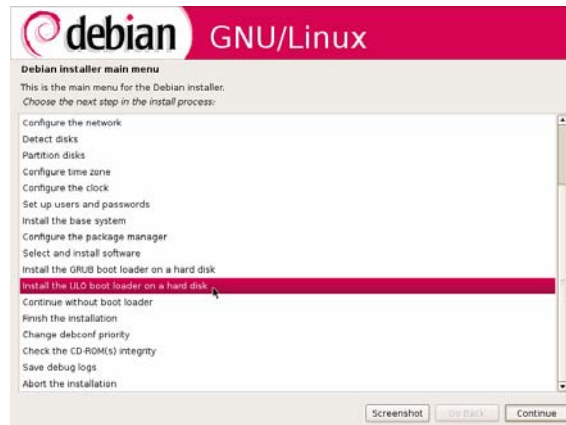 debian GNU/Linux
Debian installer main menu
This is the main menu for the Debian installer.
Choose the next step in the install process:
Configure the network
Detect disks
Partition disks
Configure time zone
Configure the clock
Set up users and passwords
Install the base system
Configure the package manager
Select and install software
Install the GRUB boot loader on a hard disk
Install the LILO boot loader on a hard disk
Continue without boot loader
Finish the installation
Change debconf priority
Check the CD-ROM(s) integrity
Save debug logs
Abort the installation
Screenshot Go Back Continue